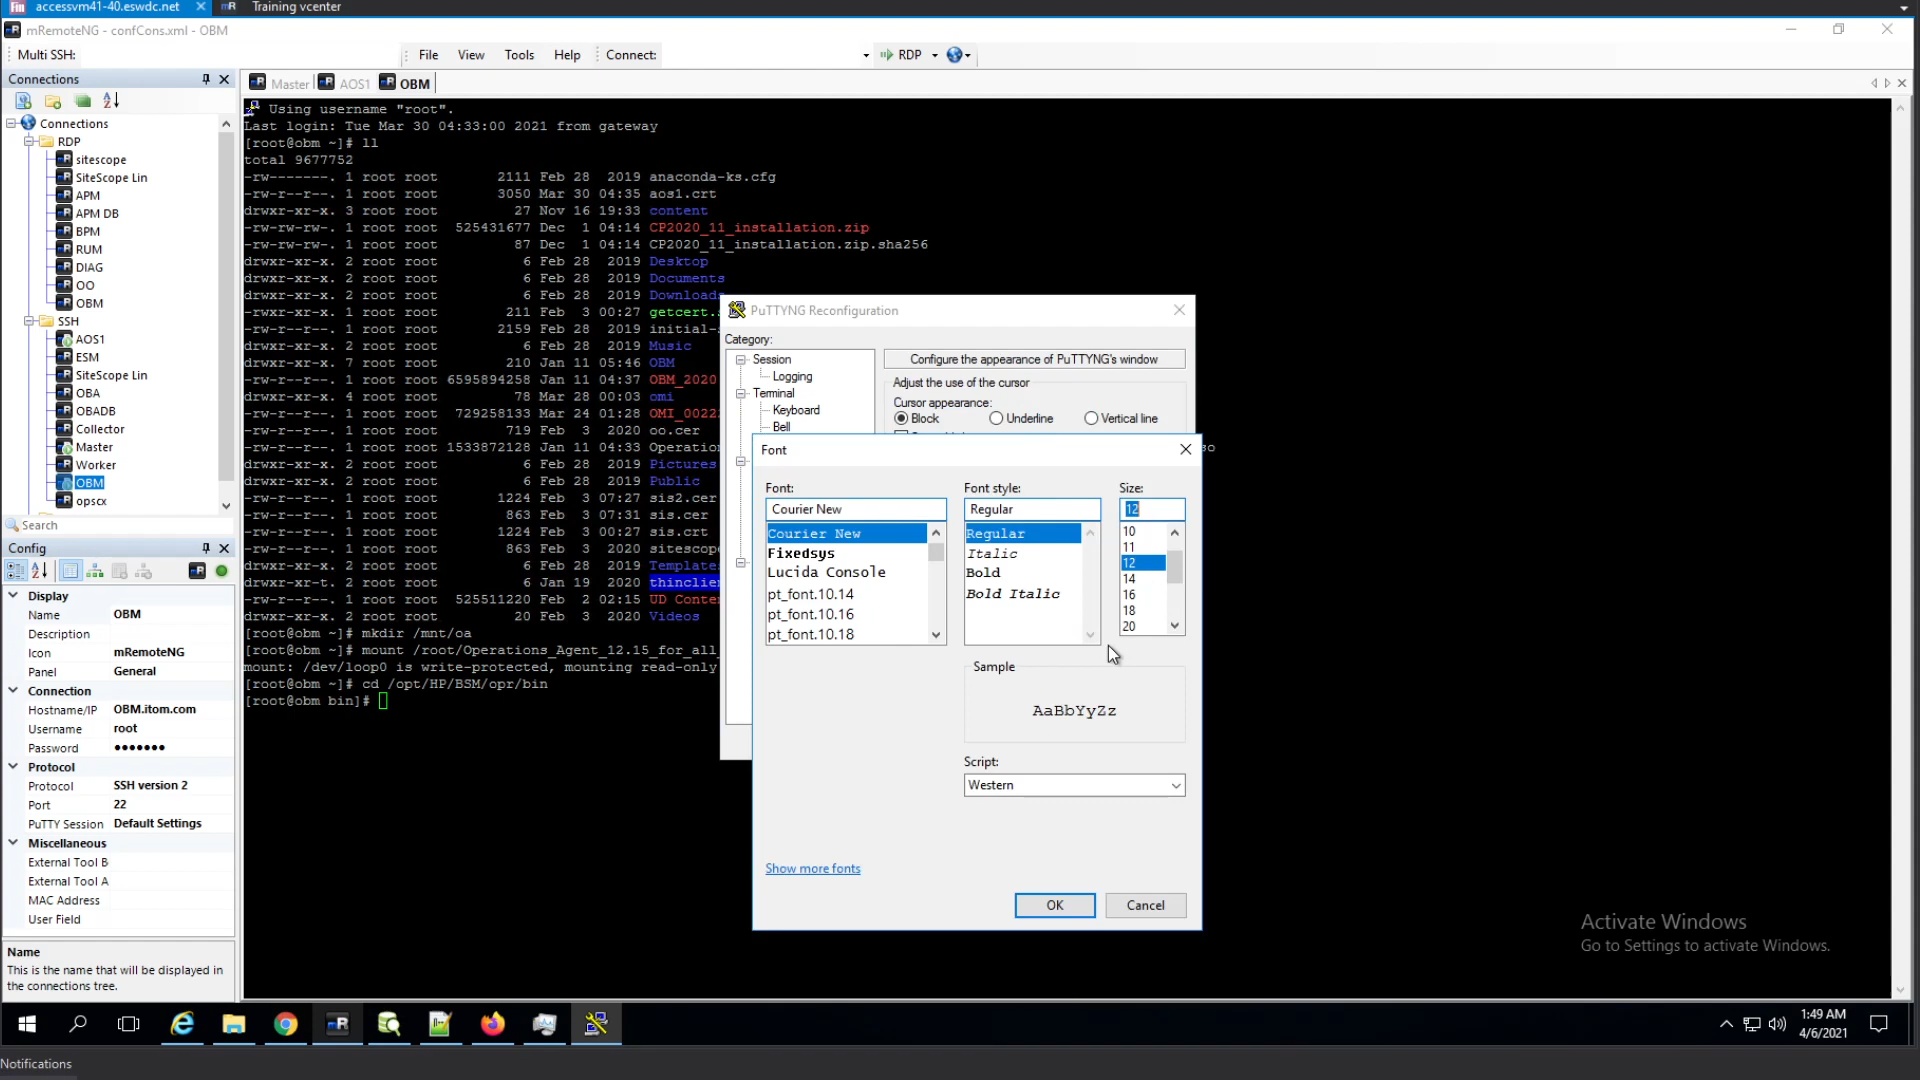 accessvm41-40.eswdc.net
Training vcenter
mRemoteNG - confCons.xml - OBM
Multi SSH:
File View Tools Help Connect: RDP
Connections
Master AOS1 OBM
Connections
RDP
sitescope
SiteScope Lin
APM
APM DB
BPM
RUM
DIAG
OO
OBM
SSH
AOS1
ESM
SiteScope Lin
OBA
OBADB
Collector
Master
Worker
OBM
opscx
Search
Config
Display
Name OBM
Description
Icon mRemoteNG
Panel General
Connection
Hostname/IP OBM.itom.com
Username root
Password •••••••
Protocol
Protocol SSH version 2
Port 22
PuTTY Session Default Settings
Miscellaneous
External Tool B
External Tool A
MAC Address
User Field
Name
This is the name that will be displayed in
the connections tree.
Using username "root".
Last login: Tue Mar 30 04:33:00 2021 from gateway
[root@obm ~]# ll
total 9677752
-rw-------. 1 root root 2111 Feb 28 2019 anaconda-ks.cfg
-rw-r--r--. 1 root root 3050 Mar 30 04:35 aos1.crt
drwxr-xr-x. 3 root root 27 Nov 16 19:33 content
-rw-rw-rw-. 1 root root 525431677 Dec 1 04:14 CP2020_11_installation.zip
-rw-rw-rw-. 1 root root 87 Dec 1 04:14 CP2020_11_installation.zip.sha256
drwxr-xr-x. 2 root root 6 Feb 28 2019 Desktop
drwxr-xr-x. 2 root root 6 Feb 28 2019 Documents
drwxr-xr-x. 2 root root 6 Feb 28 2019 Downloads
-rwxr-xr-x. 1 root root 211 Feb 3 00:27 getcert.
-rw-r--r--. 1 root root 2159 Feb 28 2019 initial-
drwxr-xr-x. 2 root root 6 Feb 28 2019 Music
drwxr-xr-x. 7 root root 210 Jan 11 05:46 OBM
-rw-r--r--. 1 root root 6595894258 Jan 11 04:37 OBM_2020
drwxr-xr-x. 4 root root 78 Mar 28 00:03 omi
-rw-r--r--. 1 root root 729258133 Mar 24 01:28 OMI_0022
-rw-r--r--. 1 root root 719 Feb 3 2020 oo.cer
-rw-r--r--. 1 root root 1533872128 Jan 11 04:33 Operatio so
drwxr-xr-x. 2 root root 6 Feb 28 2019 Pictures
drwxr-xr-x. 2 root root 6 Feb 28 2019 Public
-rw-r--r--. 1 root root 1224 Feb 3 07:27 sis2.cer
-rw-r--r--. 1 root root 863 Feb 3 07:31 sis.cer
-rw-r--r--. 1 root root 1224 Feb 3 00:27 sis.crt
-rw-r--r--. 1 root root 863 Feb 3 2020 sitescope
drwxr-xr-x. 2 root root 6 Feb 28 2019 Templates
drwxr-xr-t. 2 root root 6 Jan 19 2020 thinclien
-rw-r--r--. 1 root root 525511220 Feb 2 02:15 UD Conte
drwxr-xr-x. 2 root root 20 Feb 3 2020 Videos
[root@obm ~]# mkdir /mnt/oa
[root@obm ~]# mount /root/Operations_Agent_12.15_for_all_
mount: /dev/loop0 is write-protected, mounting read-only
[root@obm ~]# cd /opt/HP/BSM/opr/bin
[root@obm bin]#
PuTTYNG Reconfiguration
Category:
Session
Logging
Terminal
Keyboard
Bell
Configure the appearance of PuTTYNG's window
Adjust the use of the cursor
Cursor appearance:
Block Underline Vertical line
Font
Font: Font style: Size:
Courier New Regular 12
Courier New
Fixedsys
Lucida Console
pt_font.10.14
pt_font.10.16
pt_font.10.18
Regular
Italic
Bold
Bold Italic
10
11
12
14
16
18
20
Sample
AaBbYyZz
Script:
Western
Show more fonts
OK Cancel
Activate Windows
Go to Settings to activate Windows.
1:49 AM
4/6/2021
Notifications